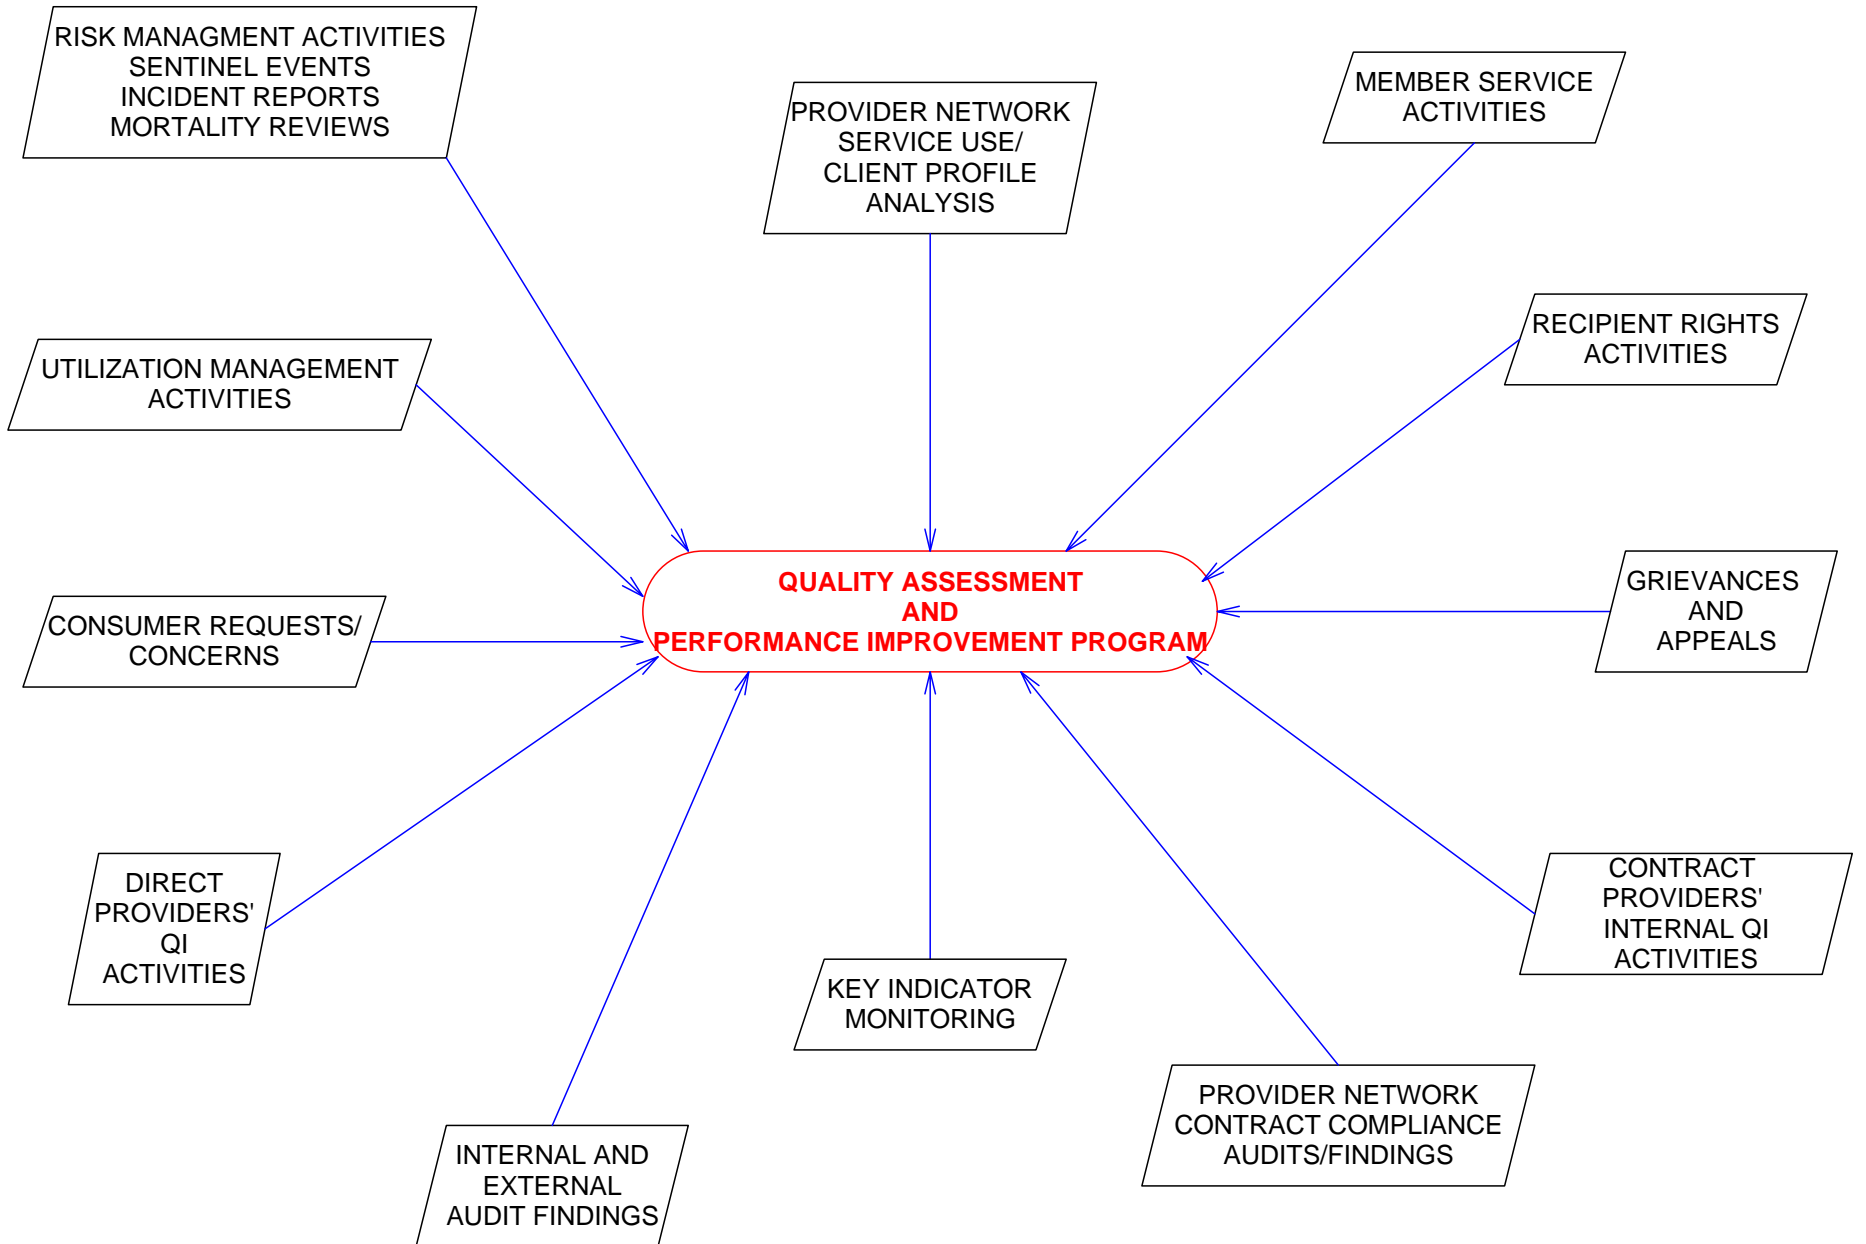 RISK MANAGMENT ACTIVITIES
SENTINEL EVENTS
INCIDENT REPORTS
MORTALITY REVIEWS
PROVIDER NETWORK
SERVICE USE/
CLIENT PROFILE
ANALYSIS
MEMBER SERVICE
ACTIVITIES
UTILIZATION MANAGEMENT
ACTIVITIES
RECIPIENT RIGHTS
ACTIVITIES
CONSUMER REQUESTS/
CONCERNS
QUALITY ASSESSMENT
AND
PERFORMANCE IMPROVEMENT PROGRAM
GRIEVANCES
AND
APPEALS
DIRECT
PROVIDERS'
QI
ACTIVITIES
KEY INDICATOR
MONITORING
CONTRACT
PROVIDERS'
INTERNAL QI
ACTIVITIES
INTERNAL AND
EXTERNAL
AUDIT FINDINGS
PROVIDER NETWORK
CONTRACT COMPLIANCE
AUDITS/FINDINGS